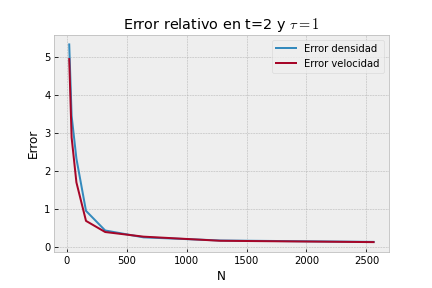 Error relativo en t=2 y τ = 1
Error densidad
Error velocidad
Error
5
4
3
2
1
0
0 500 1000 1500 2000 2500
N